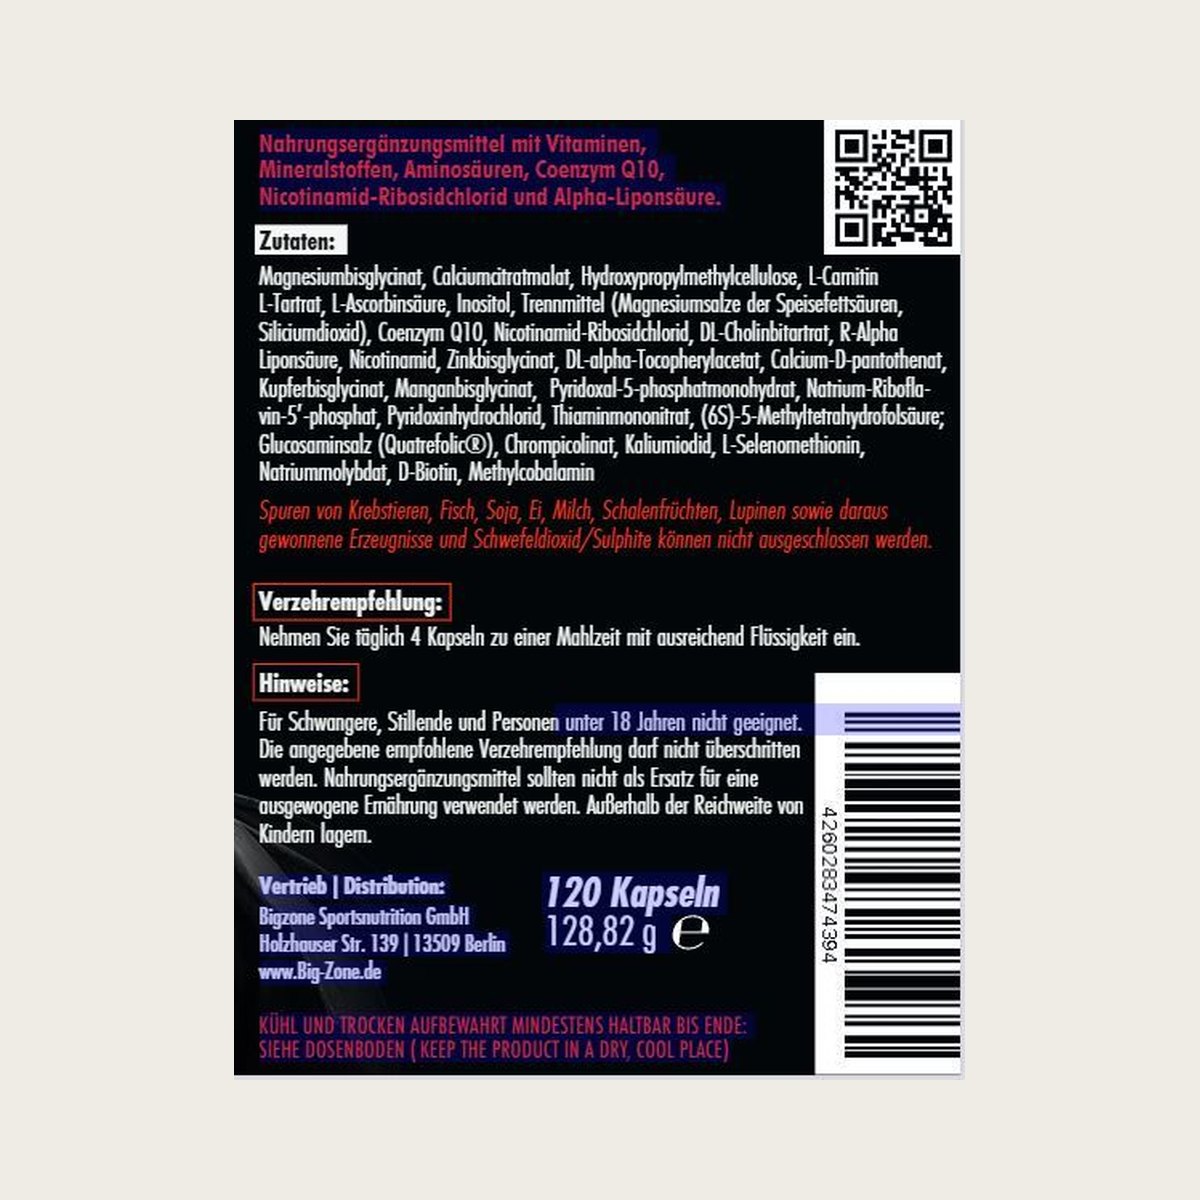 Nahrungsergänzungsmittel mit Vitaminen,
Mineralstoffen, Aminosäuren, Coenzym Q10,
Nicotinamid-Ribosidchlorid und Alpha-Liponsäure.
Zutaten:
Magnesiumbisglycinat, Calciumcitratmalat, Hydroxypropylmethylcellulose, L-Carnitin
L-Tartrat, L-Ascorbinsäure, Inositol, Trennmittel (Magnesiumsalze der Speisefettsäuren,
Siliciumdioxid), Coenzym Q10, Nicotinamid-Ribosidchlorid, DL-Cholinbitartrat, R-Alpha
Liponsäure, Nicotinamid, Zinkbisglycinat, DL-alpha-Tocopherylacetat, Calcium-D-pantothenat,
Kupferbisglycinat, Manganbisglycinat, Pyridoxal-5-phosphatmonohydrat, Natrium-Ribofla-
vin-5'-phosphat, Pyridoxinhydrochlorid, Thiaminmononitrat, (6S)-5-Methyltetrahydrofolsäure;
Glucosaminsalz (Quatrefolic®), Chrompicolinat, Kaliumiodid, L-Selenomethionin,
Natriummolybdat, D-Biotin, Methylcobalamin
Spuren von Krebstieren, Fisch, Soja, Ei, Milch, Schalenfrüchten, Lupinen sowie daraus
gewonnene Erzeugnisse und Schwefeldioxid/Sulphite können nicht ausgeschlossen werden.
Verzehrempfehlung:
Nehmen Sie täglich 4 Kapseln zu einer Mahlzeit mit ausreichend Flüssigkeit ein.
Hinweise:
Für Schwangere, Stillende und Personen unter 18 Jahren nicht geeignet.
Die angegebene empfohlene Verzehrempfehlung darf nicht überschritten
werden. Nahrungsergänzungsmittel sollten nicht als Ersatz für eine
ausgewogene Ernährung verwendet werden. Außerhalb der Reichweite von
Kindern lagern.
Vertrieb | Distribution:
Bigzone Sportsnutrition GmbH
Holzhauser Str. 139 | 13509 Berlin
www.Big-Zone.de
120 Kapseln
128,82 g ℮
4260283474394
KÜHL UND TROCKEN AUFBEWAHRT MINDESTENS HALTBAR BIS ENDE:
SIEHE DOSENBODEN ( KEEP THE PRODUCT IN A DRY, COOL PLACE)